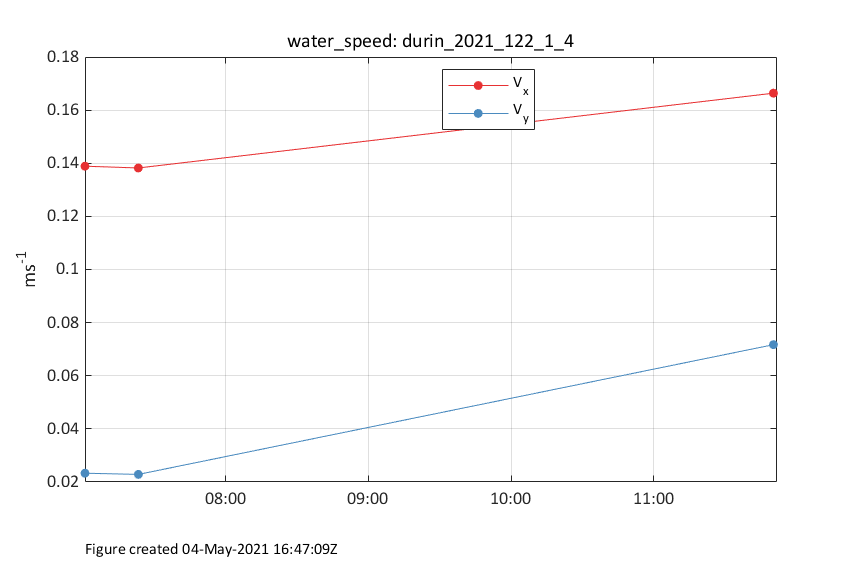 water_speed: durin_2021_122_1_4
0.18
0.16
0.14
0.12
0.1
0.08
0.06
0.04
0.02
ms-1
Vx
Vy
08:00 09:00 10:00 11:00
Figure created 04-May-2021 16:47:09Z